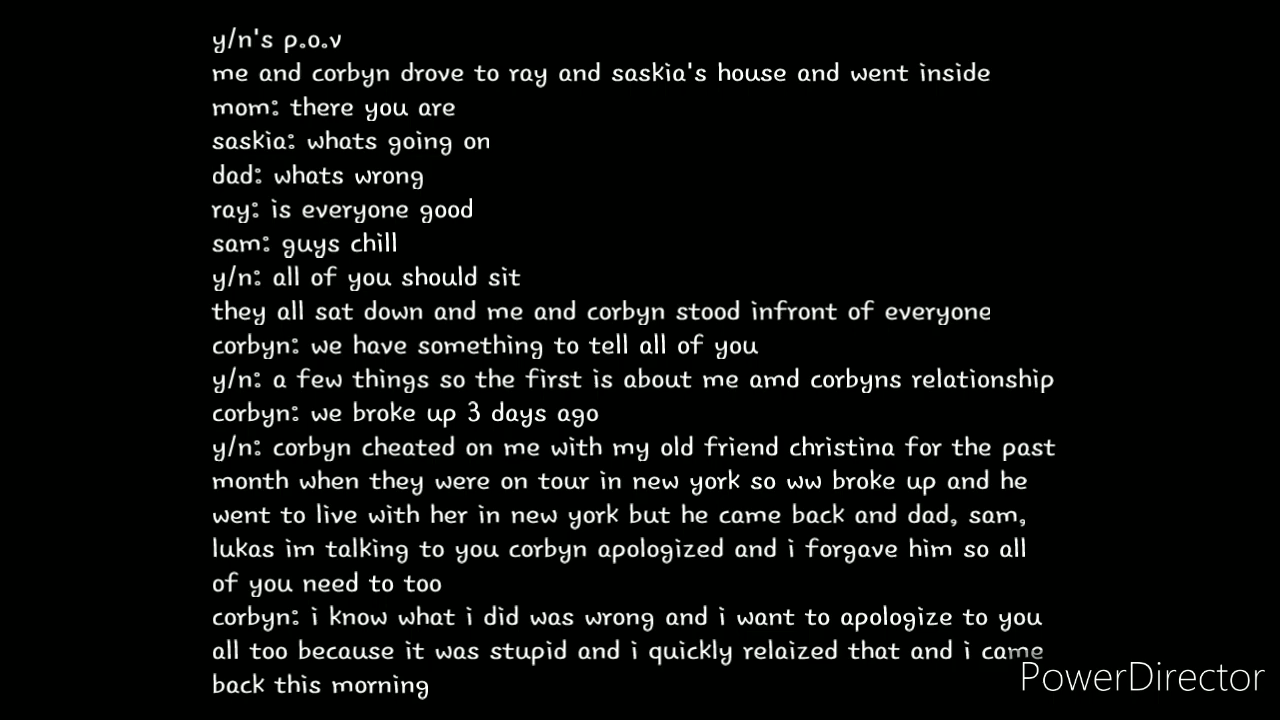 y/n's p.o.v
me and corbyn drove to ray and saskia's house and went inside
mom: there you are
saskia: whats going on
dad: whats wrong
ray: is everyone good
sam: guys chill
y/n: all of you should sit
they all sat down and me and corbyn stood infront of everyone
corbyn: we have something to tell all of you
y/n: a few things so the first is about me amd corbyns relationship
corbyn: we broke up 3 days ago
y/n: corbyn cheated on me with my old friend christina for the past
month when they were on tour in new york so ww broke up and he
went to live with her in new york but he came back and dad, sam,
lukas im talking to you corbyn apologized and i forgave him so all
of you need to too
corbyn: i know what i did was wrong and i want to apologize to you
all too because it was stupid and i quickly relaized that and i came
back this morning
PowerDirector